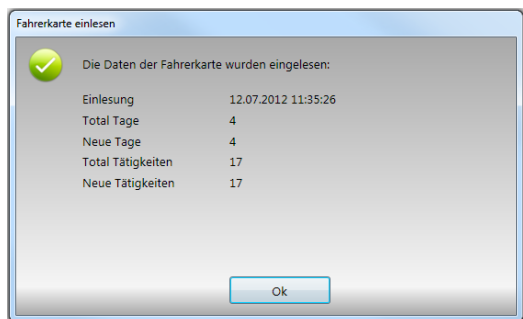 Fahrerkarte einlesen
Die Daten der Fahrerkarte wurden eingelesen:
Einlesung 12.07.2012 11:35:26
Total Tage 4
Neue Tage 4
Total Tätigkeiten 17
Neue Tätigkeiten 17
Ok